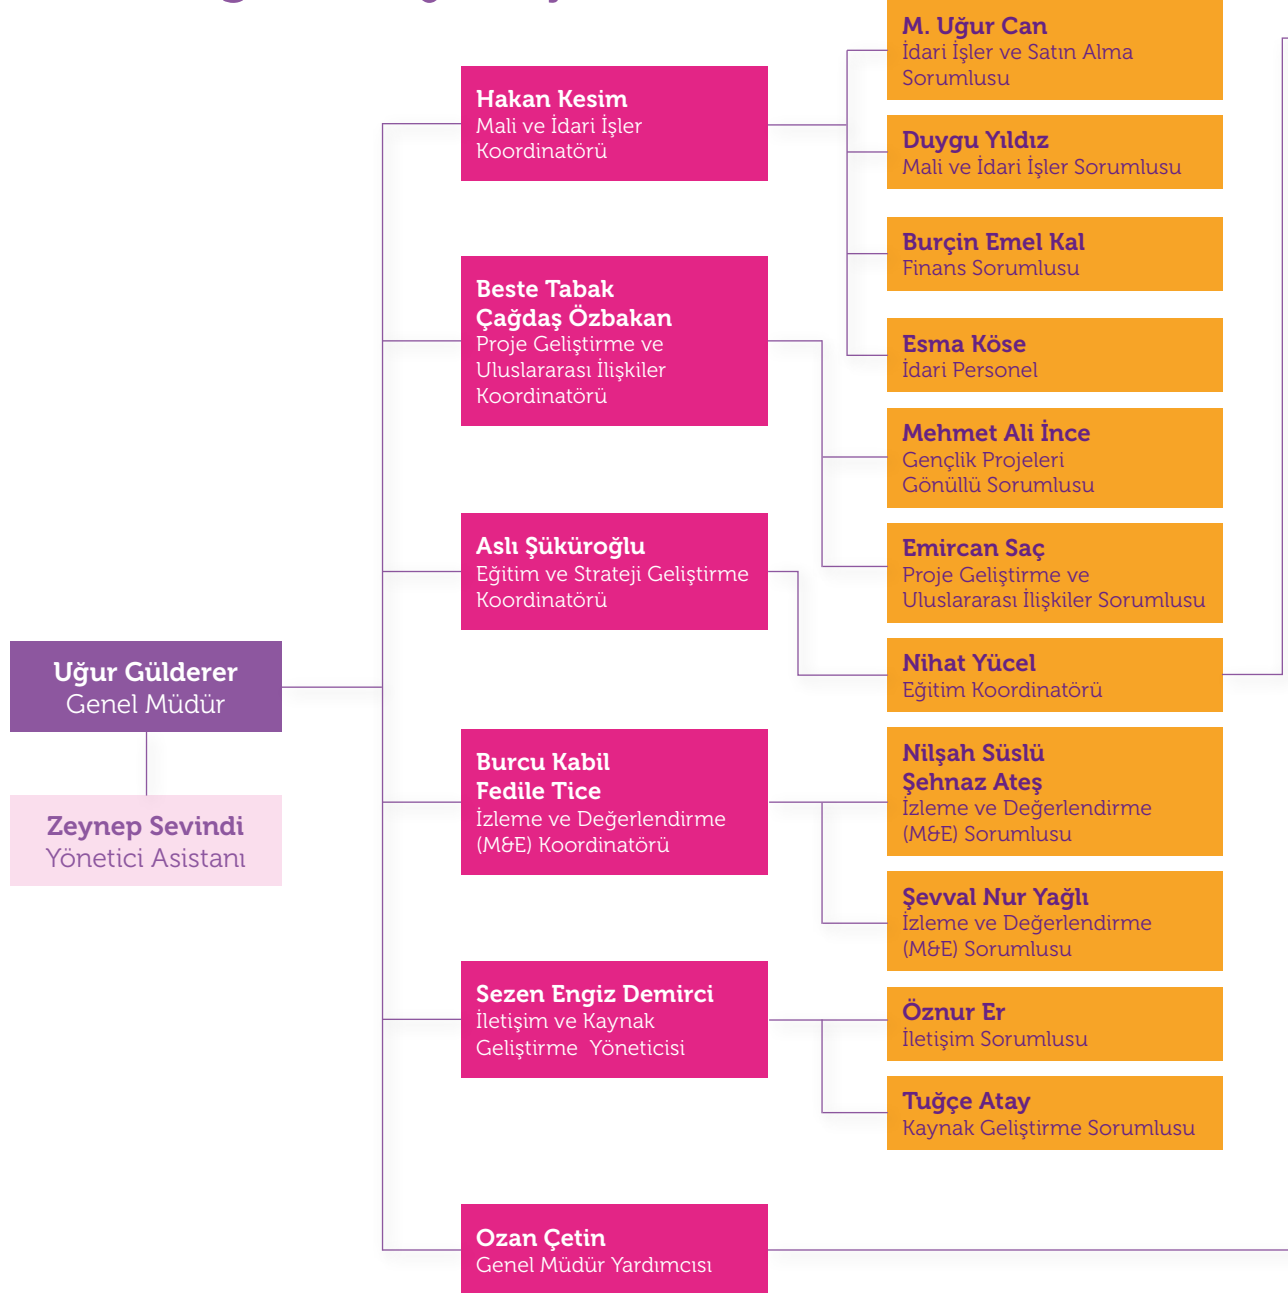 Uğur Gülderer
Genel Müdür
Zeynep Sevindi
Yönetici Asistanı
Hakan Kesim
Mali ve İdari İşler
Koordinatörü
Beste Tabak
Çağdaş Özbakan
Proje Geliştirme ve
Uluslararası İlişkiler
Koordinatörü
Aslı Şüküroğlu
Eğitim ve Strateji Geliştirme
Koordinatörü
Burcu Kabil
Fedile Tice
İzleme ve Değerlendirme
(M&E) Koordinatörü
Sezen Engiz Demirci
İletişim ve Kaynak
Geliştirme Yöneticisi
Ozan Çetin
Genel Müdür Yardımcısı
M. Uğur Can
İdari İşler ve Satın Alma
Sorumlusu
Duygu Yıldız
Mali ve İdari İşler Sorumlusu
Burçin Emel Kal
Finans Sorumlusu
Esma Köse
İdari Personel
Mehmet Ali İnce
Gençlik Projeleri
Gönüllü Sorumlusu
Emircan Saç
Proje Geliştirme ve
Uluslararası İlişkiler Sorumlusu
Nihat Yücel
Eğitim Koordinatörü
Nilşah Süslü
Şehnaz Ateş
İzleme ve Değerlendirme
(M&E) Sorumlusu
Şevval Nur Yağlı
İzleme ve Değerlendirme
(M&E) Sorumlusu
Öznur Er
İletişim Sorumlusu
Tuğçe Atay
Kaynak Geliştirme Sorumlusu